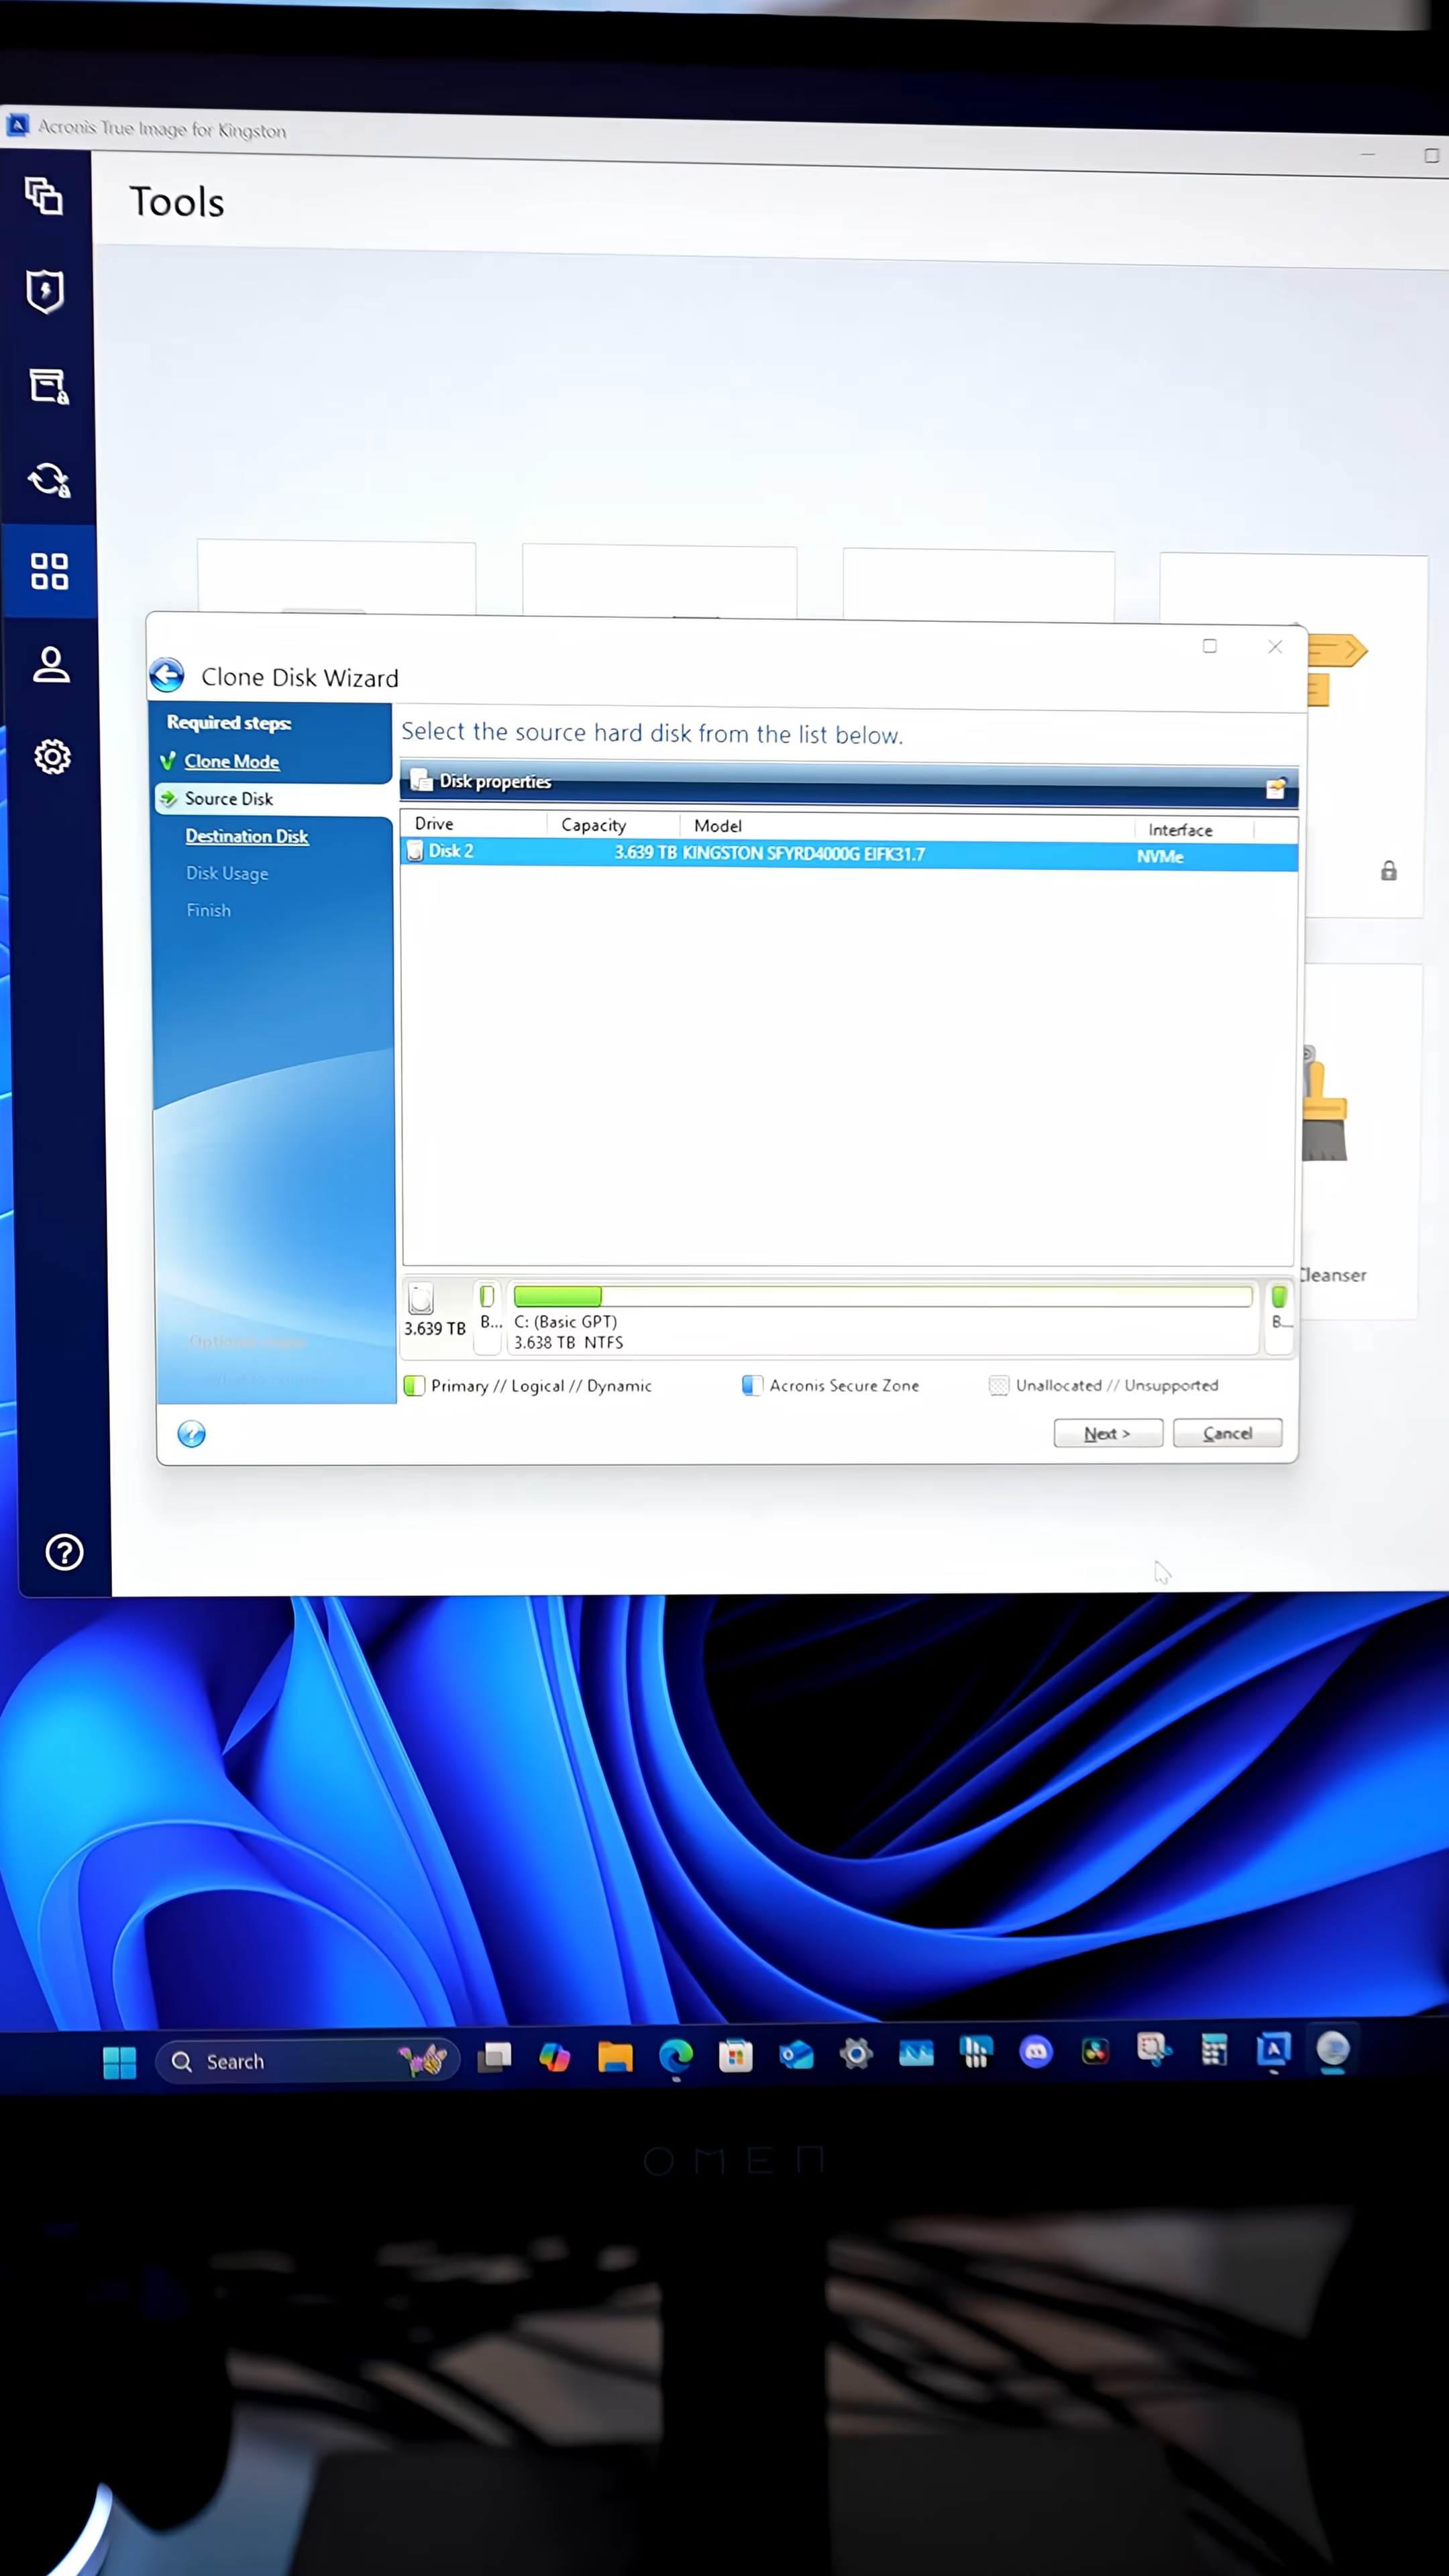 Acronis True Image for Kingston
Tools
Clone Disk Wizard
Required steps:
Clone Mode
Source Disk
Destination Disk
Disk Usage
Finish
Select the source hard disk from the list below.
Disk properties
Drive Capacity Model Interface
Disk 2 3.639 TB KINGSTON SFYRD4000G EIFK31.7 NVMe
3.639 TB
B...
C: (Basic GPT)
3.638 TB NTFS
B...
Primary // Logical // Dynamic
Acronis Secure Zone
Unallocated // Unsupported
Next >
Cancel
Cleanser
Search
OMEN